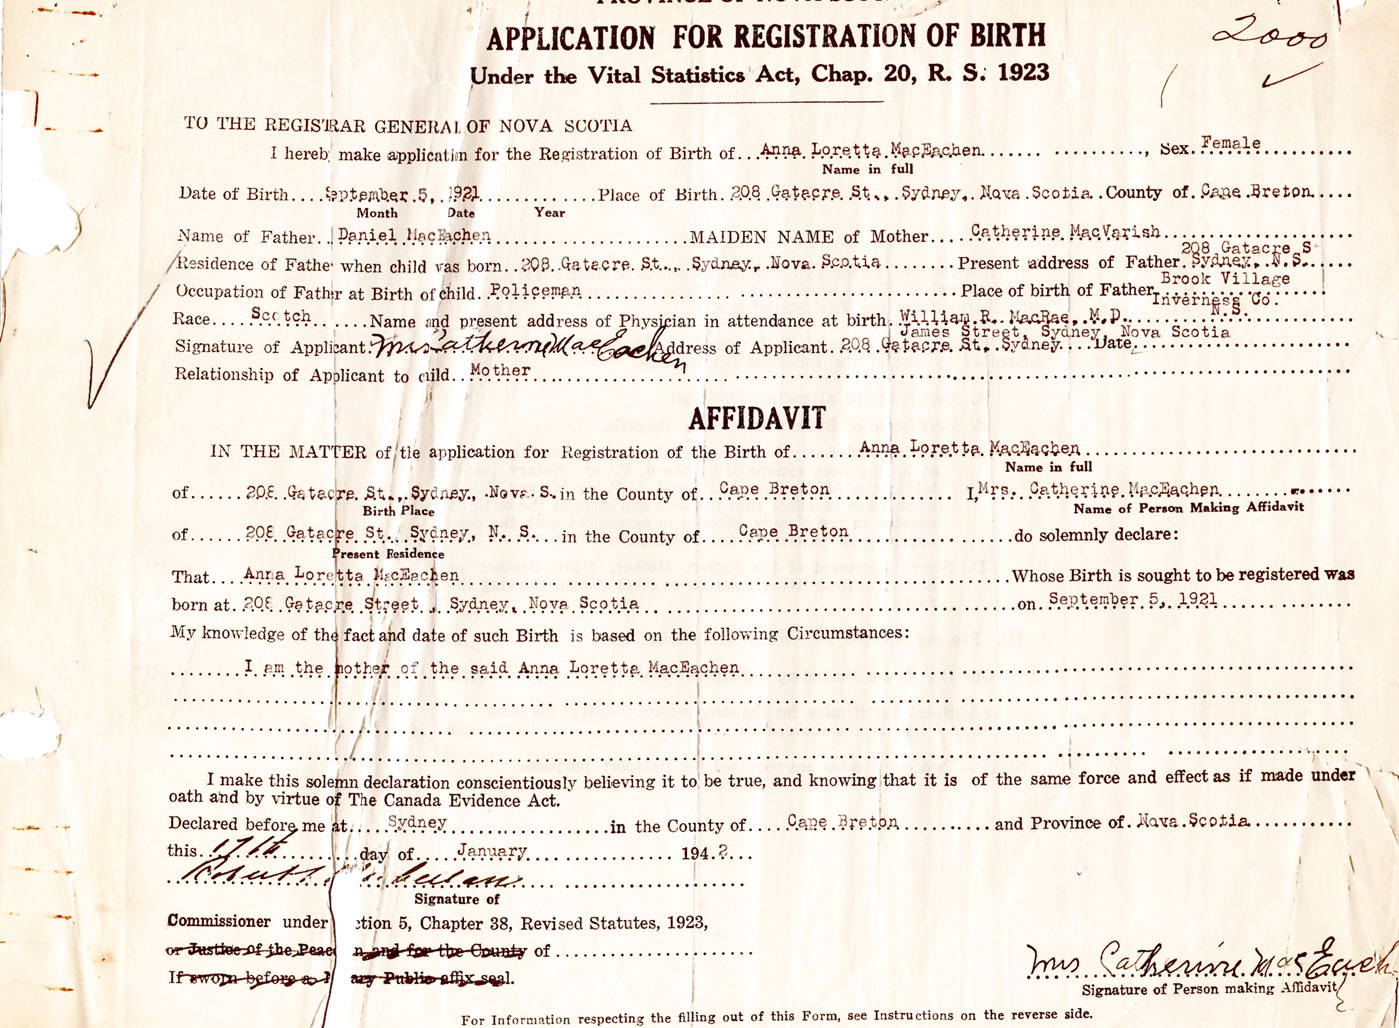 PROVINCE OF NOVA SCOTIA
APPLICATION FOR REGISTRATION OF BIRTH
Under the Vital Statistics Act, Chap. 20, R. S. 1923
2000
TO THE REGISTRAR GENERAL OF NOVA SCOTIA
I hereby make application for the Registration of Birth of...Anna Loretta MacEachen............, Sex.Female
Name in full
Date of Birth....September 5, 1921............Place of Birth.208 Gatacre St., Sydney, Nova Scotia..County of.Cape Breton
Month Date Year
Name of Father..Daniel MacEachen....................MAIDEN NAME of Mother....Catherine MacVarish
208 Gatacre S
Residence of Father when child was born..208 Gatacre St., Sydney, Nova Scotia........Present address of Father.Sydney, N.S.
Brook Village
Occupation of Father at Birth of child.Policeman....................Place of birth of Father Inverness Co.
N.S.
Race.....Scotch......Name and present address of Physician in attendance at birth.William R. MacRae, M.D.
James Street, Sydney, Nova Scotia
Signature of Applicant.Mrs Catherine MacEachen Address of Applicant.208 Gatacre St. Sydney....Date
Relationship of Applicant to child..Mother
AFFIDAVIT
IN THE MATTER of the application for Registration of the Birth of.......Anna Loretta MacEachen
Name in full
of......208 Gatacre St., Sydney, Nova S.in the County of..Cape Breton I,Mrs. Catherine MacEachen
Birth Place Name of Person Making Affidavit
of......208 Gatacre St., Sydney, N. S...in the County of....Cape Breton............do solemnly declare:
Present Residence
That....Anna Loretta MacEachen....................Whose Birth is sought to be registered was
born at.208 Gatacre Street, Sydney, Nova Scotia....................on.September 5, 1921
My knowledge of the fact and date of such Birth is based on the following Circumstances:
I am the mother of the said Anna Loretta MacEachen
I make this solemn declaration conscientiously believing it to be true, and knowing that it is of the same force and effect as if made under
oath and by virtue of The Canada Evidence Act.
Declared before me at....Sydney....................in the County of....Cape Breton............and Province of.Nova Scotia
this.17th............day of.....January....................194.2...
Signature of
Commissioner under ction 5, Chapter 38, Revised Statutes, 1923,
or Justice of the Peace n and for the County of
If sworn before a N ary Public affix seal.
Mrs Catherine MacEach
Signature of Person making Affidavit
For Information respecting the filling out of this Form, see Instructions on the reverse side.